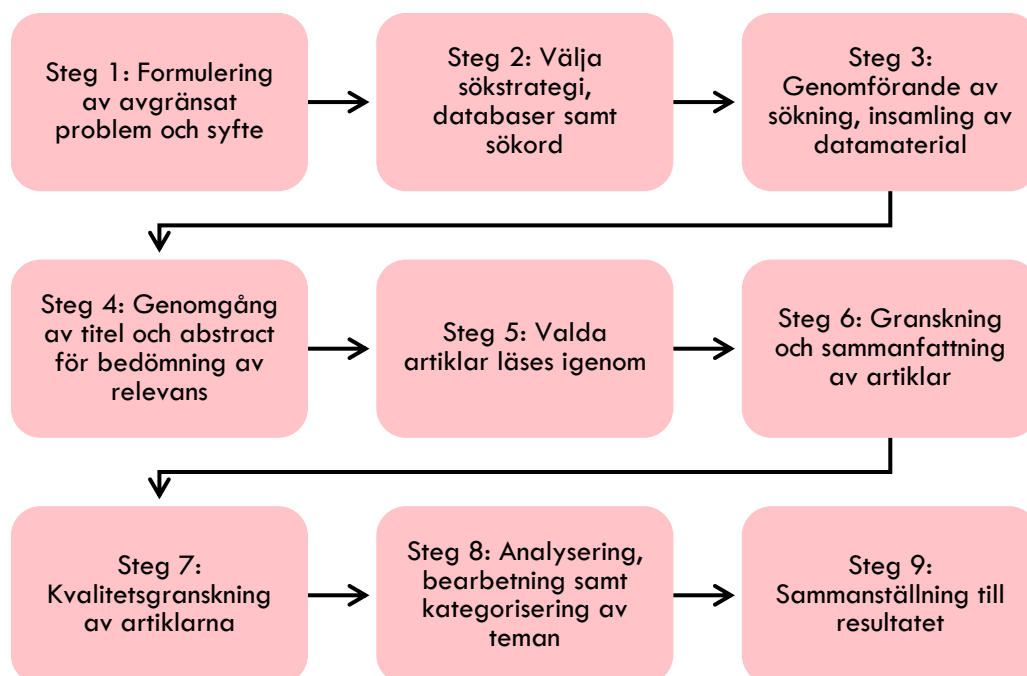 Steg 1: Formulering
av avgränsat
problem och syfte
Steg 2: Välja
sökstrategi,
databaser samt
sökord
Steg 3:
Genomförande av
sökning, insamling av
datamaterial
Steg 4: Genomgång
av titel och abstract
för bedömning av
relevans
Steg 5: Valda
artiklar läses igenom
Steg 6: Granskning
och sammanfattning
av artiklar
Steg 7:
Kvalitetsgranskning
av artiklarna
Steg 8: Analysering,
bearbetning samt
kategorisering av
teman
Steg 9:
Sammanställning till
resultatet